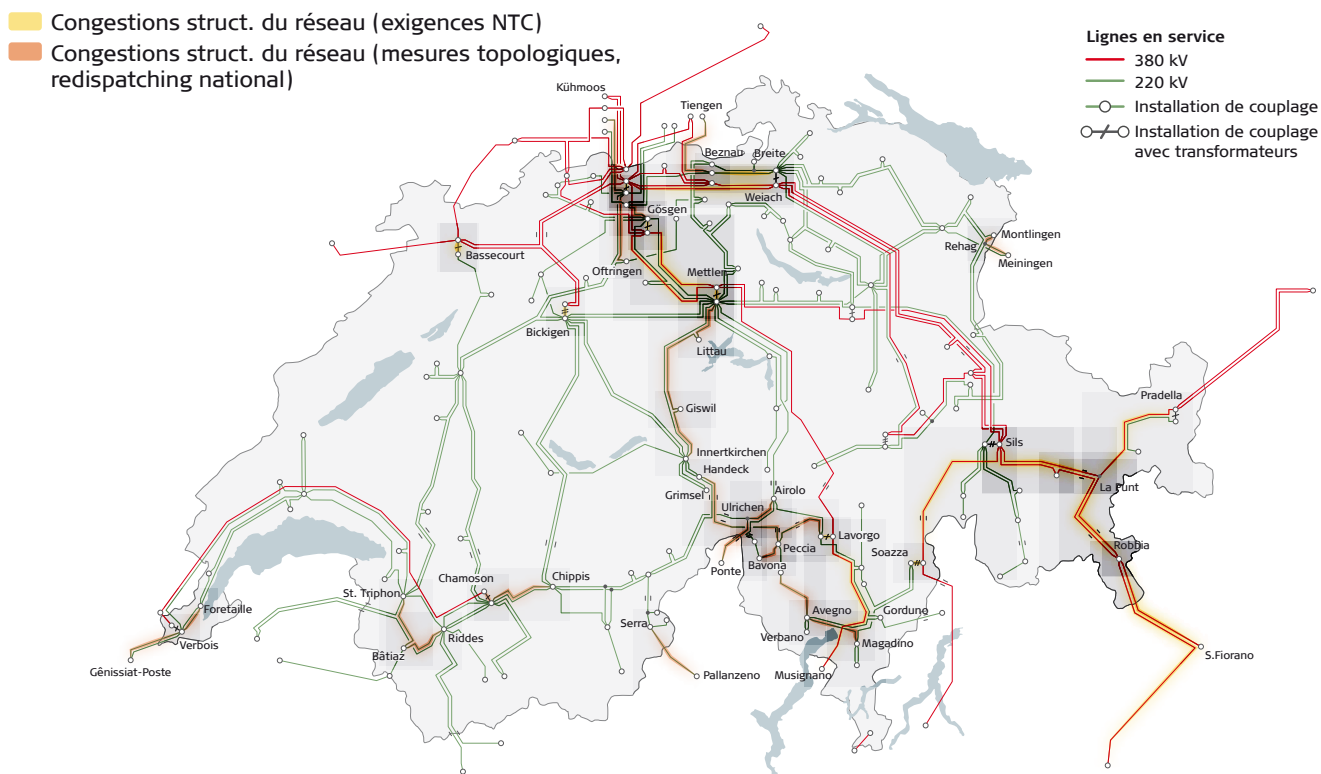 Congestions struct. du réseau (exigences NTC)
Congestions struct. du réseau (mesures topologiques,
redispatching national)
Lignes en service
380 kV
220 kV
Installation de couplage
Installation de couplage
avec transformateurs
Kühmoos
Tiengen
Beznau
Breite
Weiach
Gösgen
Bassecourt
Oftringen
Mettlen
Rehag
Montlingen
Meiningen
Bickigen
Littau
Giswil
Pradella
Innertkirchen
Sils
Handeck
La Punt
Grimsel
Airolo
Ulrichen
Lavorgo
Peccia
Soazza
Robbia
Ponte
Bavona
Chamoson
Chippis
St. Triphon
Foretaille
Avegno
Gorduno
Serra
Verbano
Verbois
Riddes
Magadino
Bâtiaz
S.Fiorano
Gênissiat-Poste
Pallanzeno
Musignano